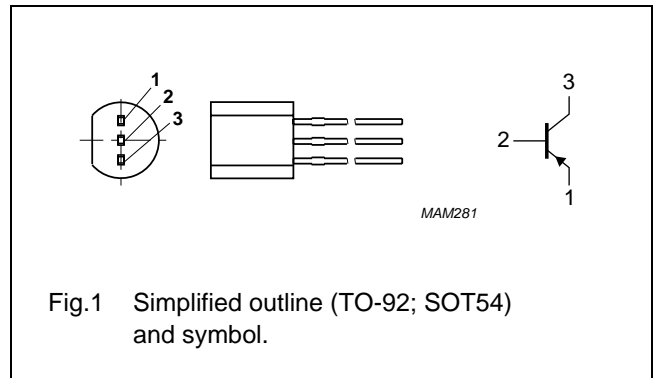 1
2
3
3
2
1
MAM281
Fig.1 Simplified outline (TO-92; SOT54)
and symbol.